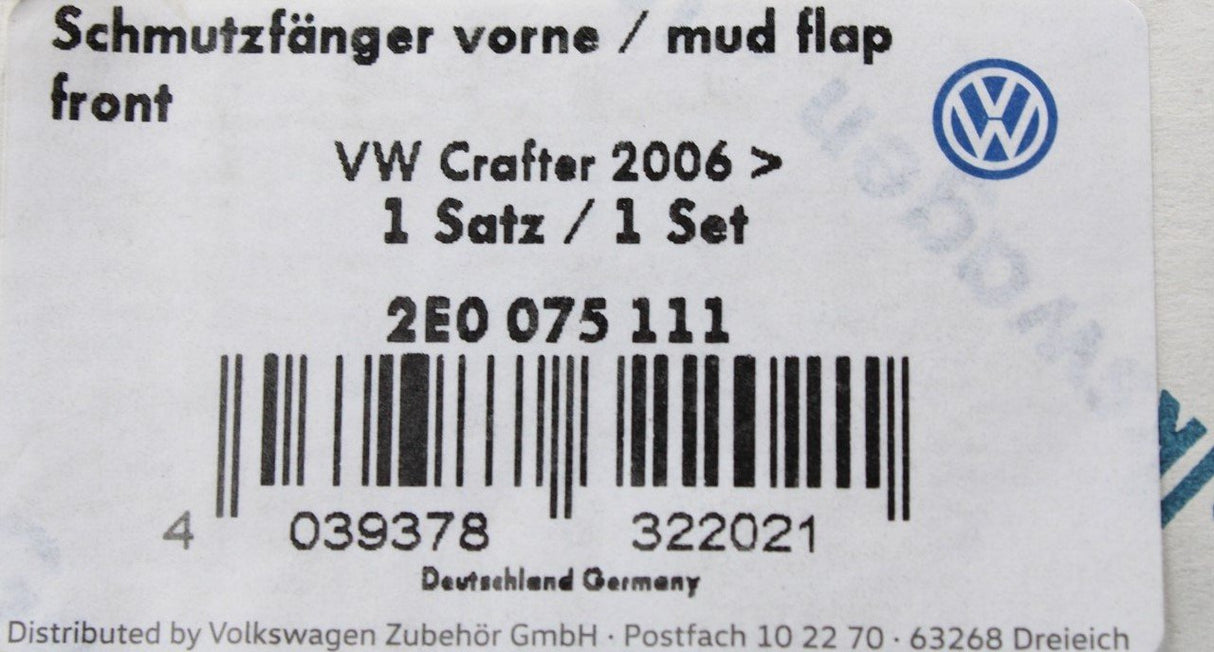 Schmutzfänger vorne / mud flap
front
VW Crafter 2006 >
1 Satz / 1 Set
2E0 075 111
4 039378 322021
Deutschland Germany
Distributed by Volkswagen Zubehör GmbH · Postfach 10 22 70 · 63268 Dreieich